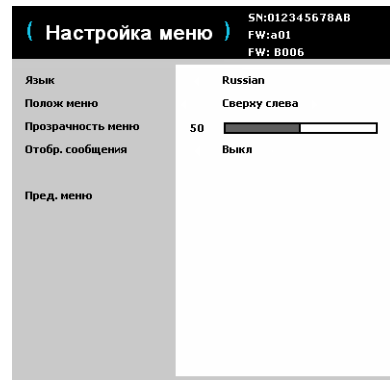 ( Настройка меню )
SN:012345678AB
FW:a01
FW: B006
Язык Russian
Полож меню Сверху слева
Прозрачность меню 50
Отобр. сообщения Выкл
Пред. меню